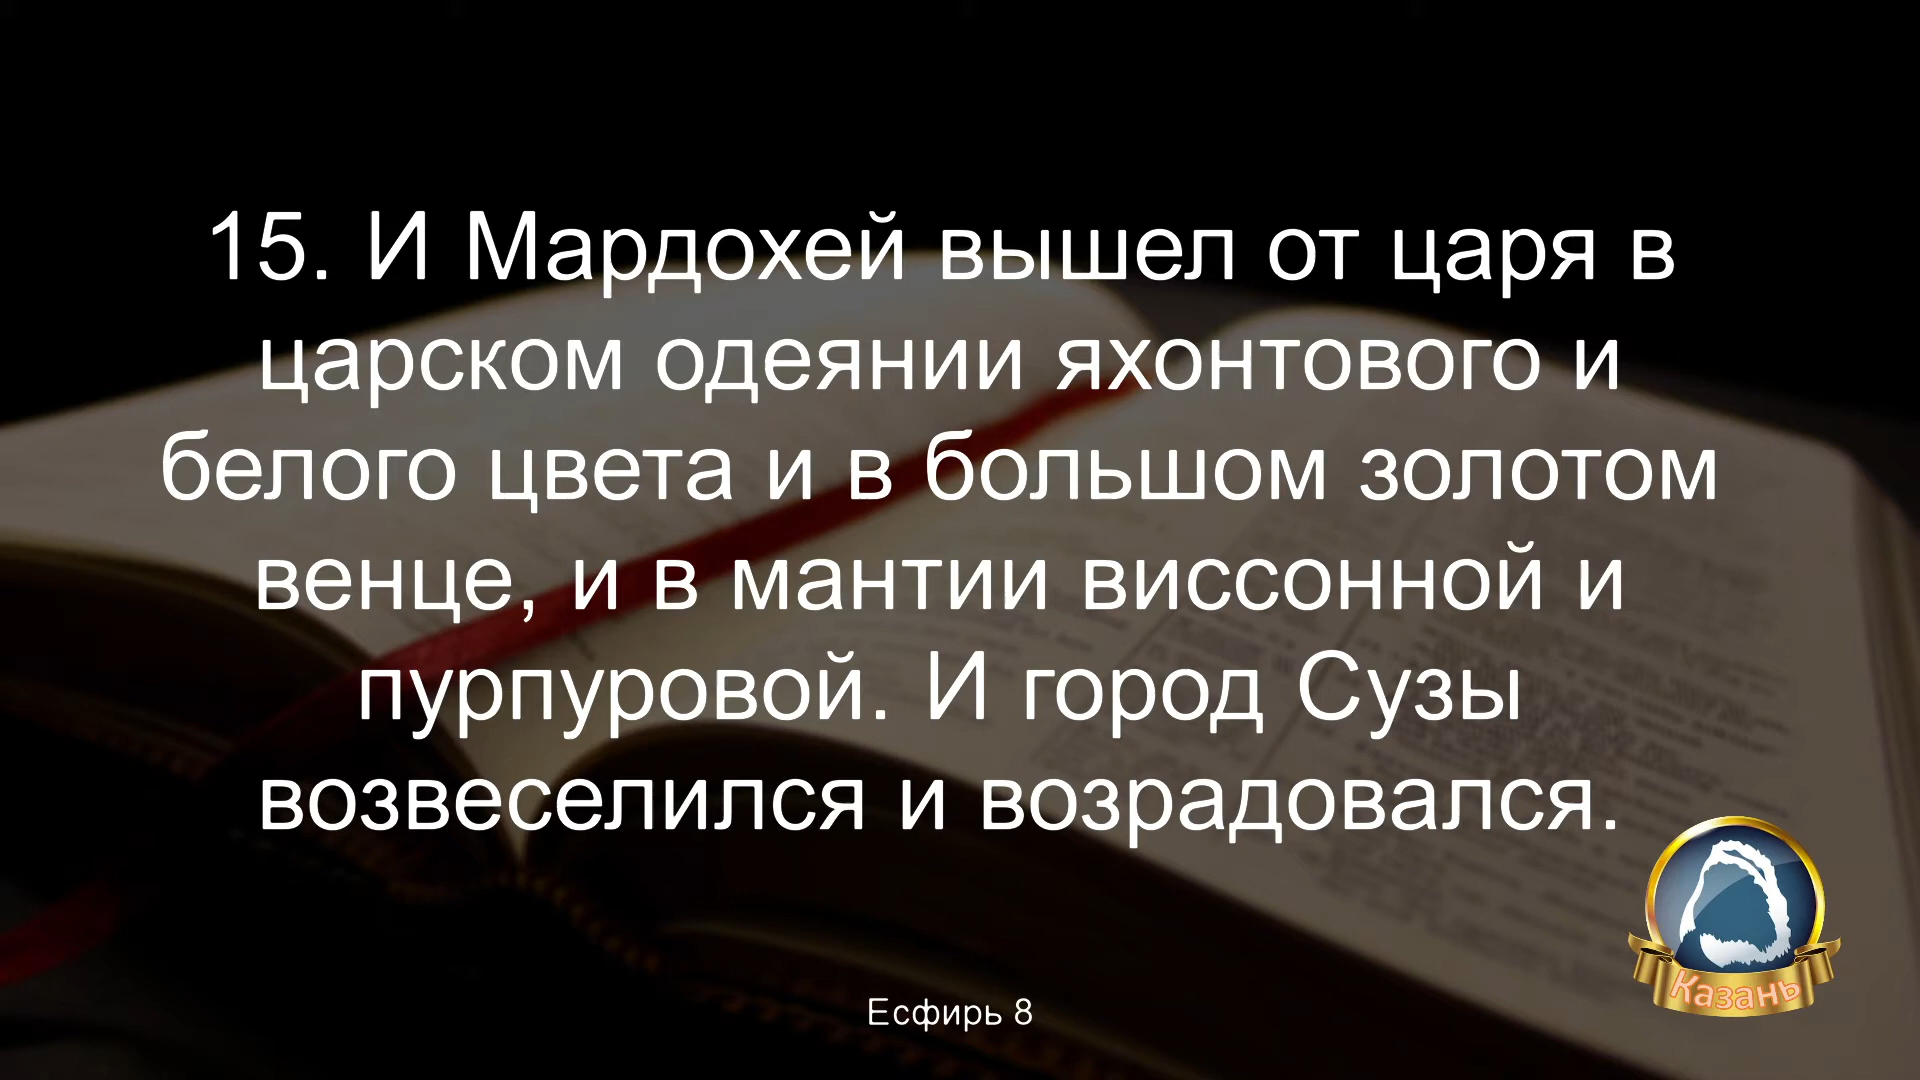 15. И Мардохей вышел от царя в
царском одеянии яхонтового и
белого цвета и в большом золотом
венце, и в мантии виссонной и
пурпуровой. И город Сузы
возвеселился и возрадовался.
Есфирь 8
Казань